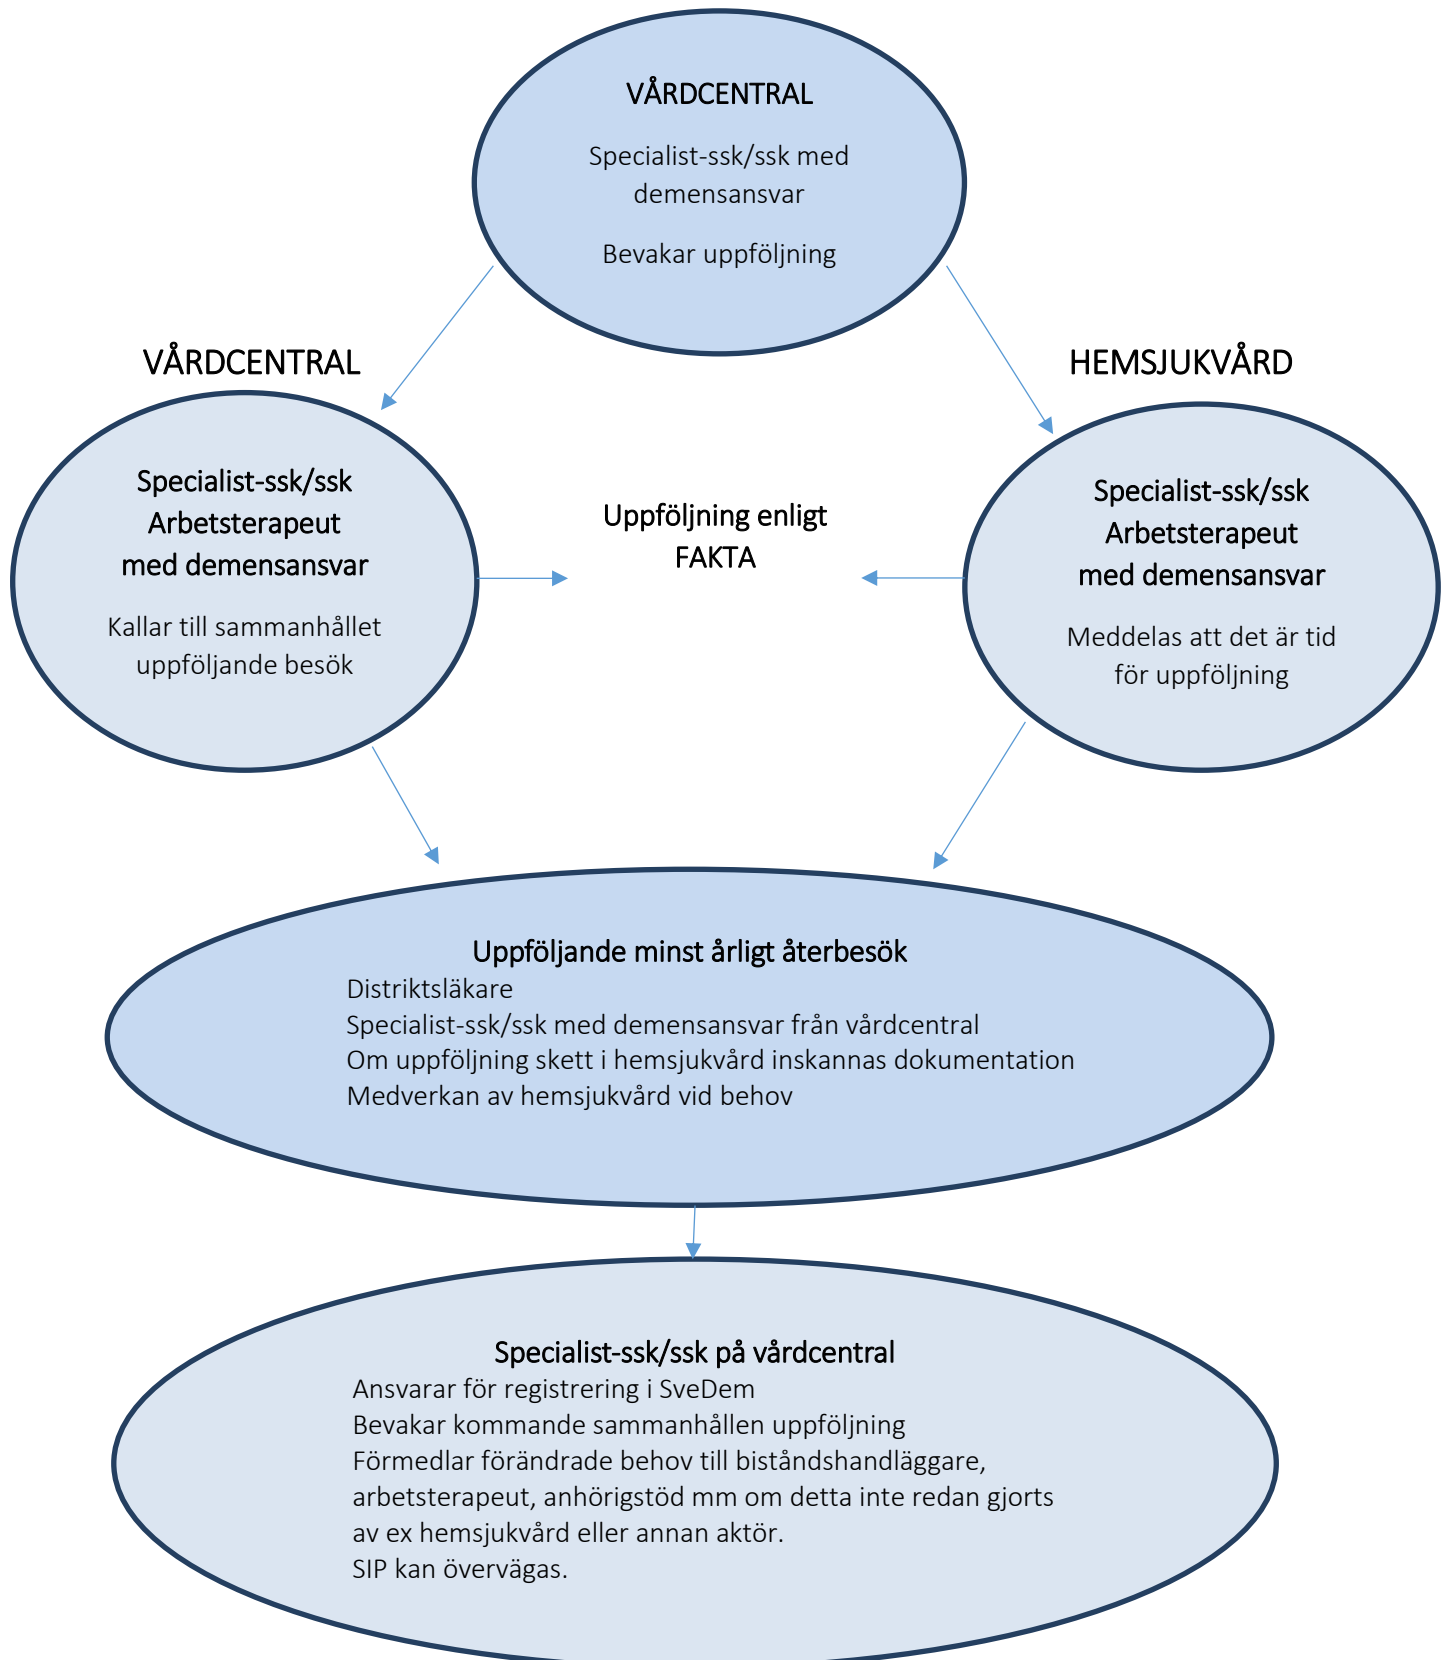 VÅRDCENTRAL
Specialist-ssk/ssk med
demensansvar
Bevakar uppföljning
VÅRDCENTRAL
HEMSJUKVÅRD
Specialist-ssk/ssk
Arbetsterapeut
med demensansvar
Kallar till sammanhållet
uppföljande besök
Uppföljning enligt
FAKTA
Specialist-ssk/ssk
Arbetsterapeut
med demensansvar
Meddelas att det är tid
för uppföljning
Uppföljande minst årligt återbesök
Distriktsläkare
Specialist-ssk/ssk med demensansvar från vårdcentral
Om uppföljning skett i hemsjukvård inskannas dokumentation
Medverkan av hemsjukvård vid behov
Specialist-ssk/ssk på vårdcentral
Ansvarar för registrering i SveDem
Bevakar kommande sammanhållen uppföljning
Förmedlar förändrade behov till biståndshandläggare,
arbetsterapeut, anhörigstöd mm om detta inte redan gjorts
av ex hemsjukvård eller annan aktör.
SIP kan övervägas.